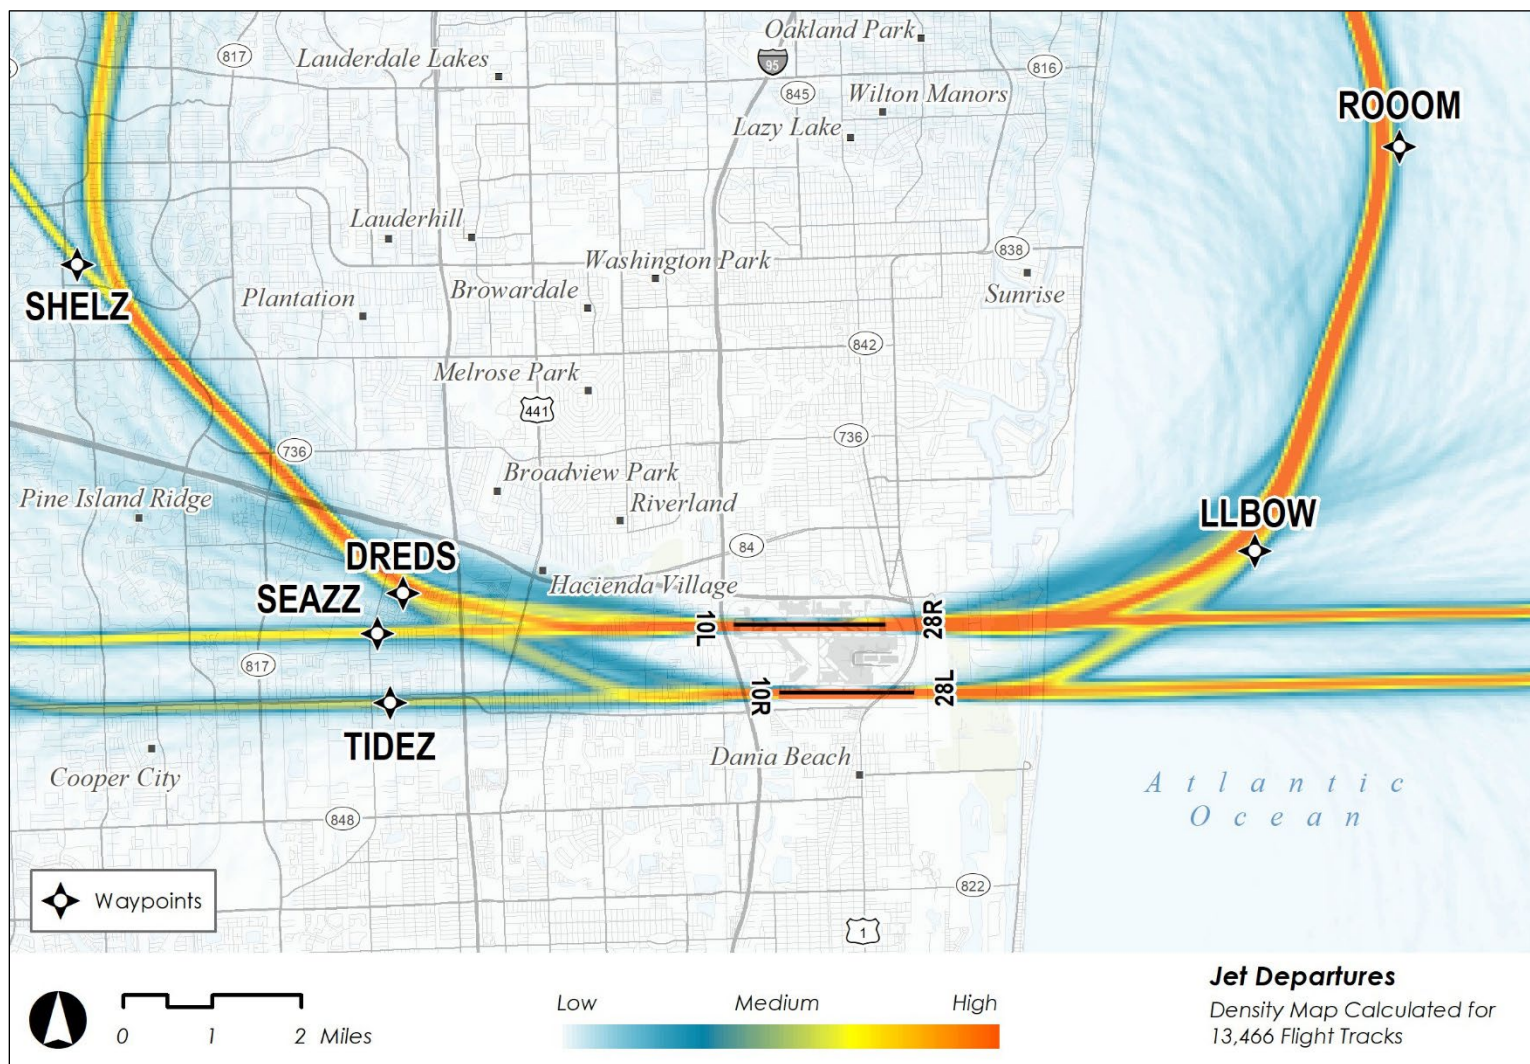 Oakland Park
817
Lauderdale Lakes
95
816
845
Wilton Manors
ROOOM
Lazy Lake
Lauderhill
838
Washington Park
SHELZ
Plantation
Browardale
Sunrise
842
Melrose Park
441
736
736
Broadview Park
Pine Island Ridge
Riverland
LLBOW
84
DREDS
Hacienda Village
SEAZZ
10L
28R
817
10R
28L
TIDEZ
Dania Beach
Cooper City
Atlantic
Ocean
848
822
Waypoints
1
Jet Departures
Low Medium High
Density Map Calculated for
13,466 Flight Tracks
0 1 2 Miles